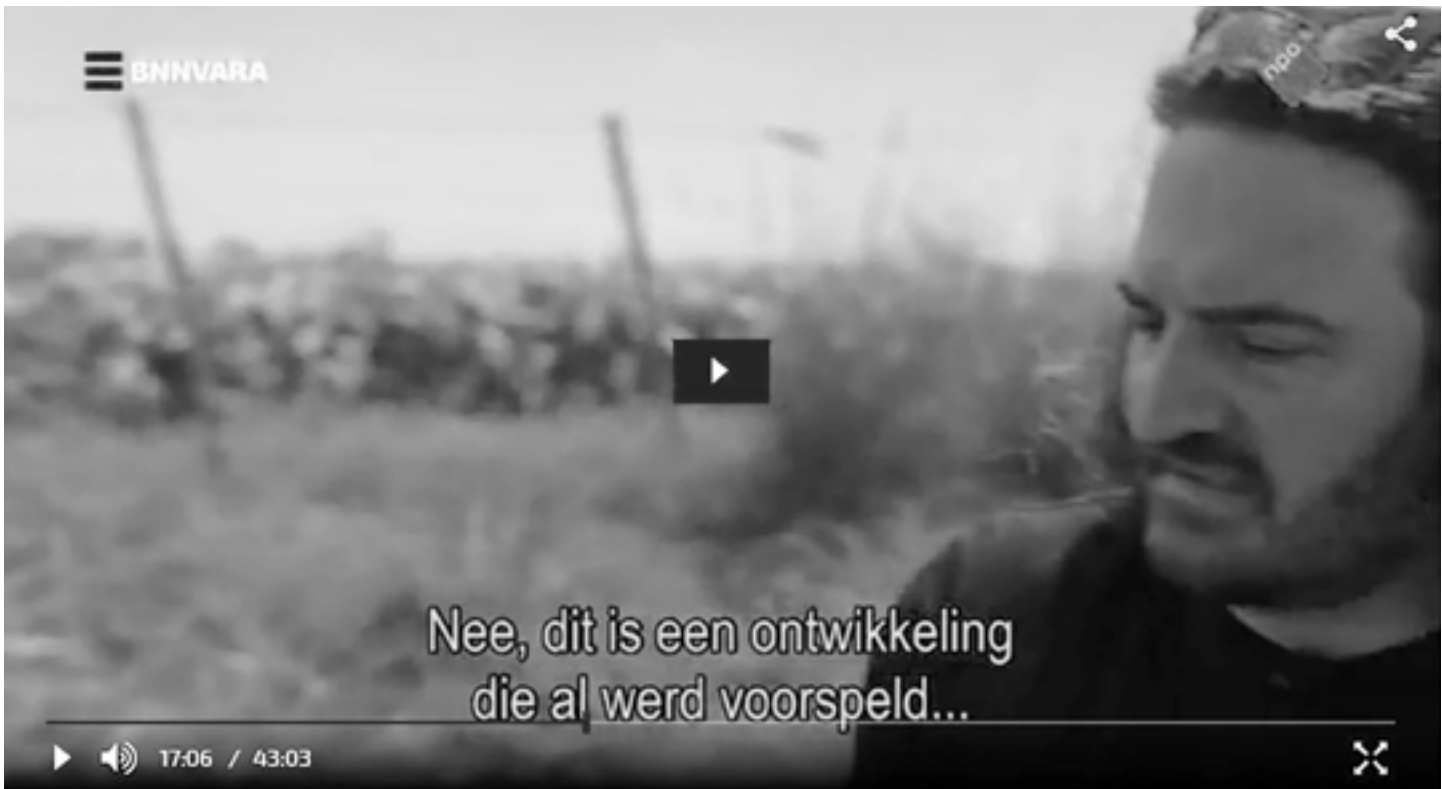 BNNVARA
npo
Nee, dit is een ontwikkeling
die al werd voorspeld...
17:06 / 43:03